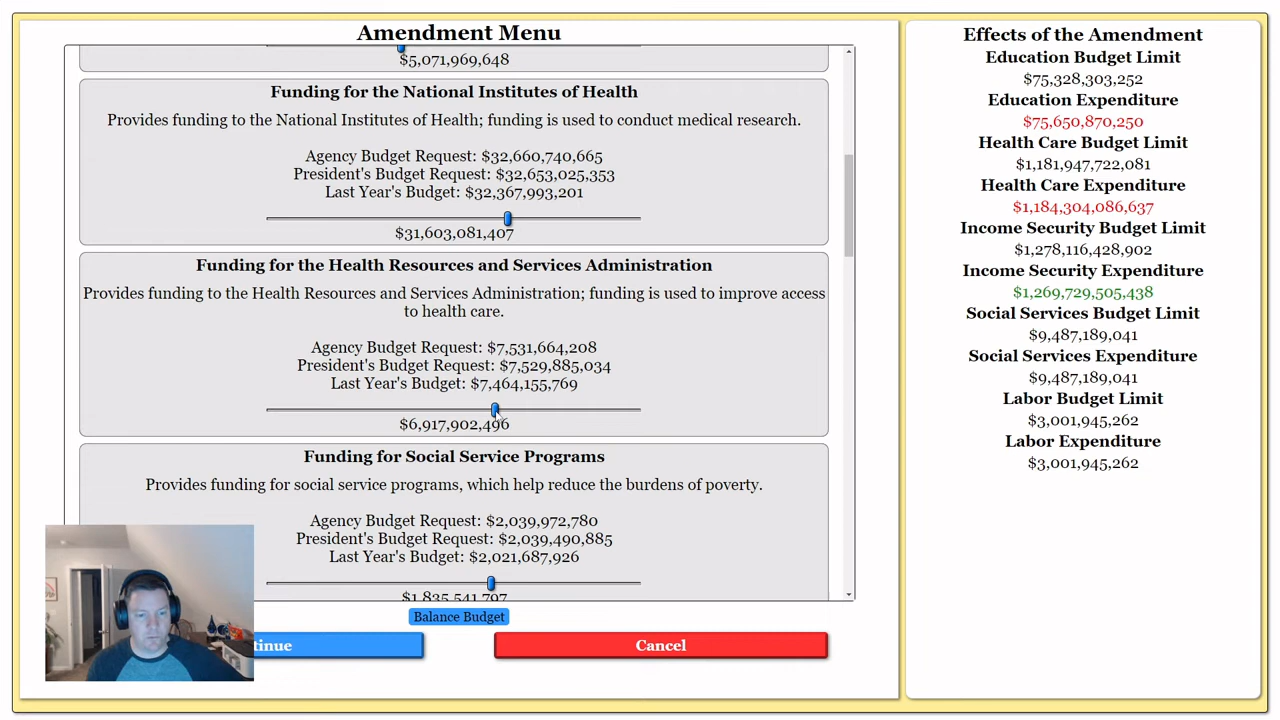 Amendment Menu
$5,071,969,648
Funding for the National Institutes of Health
Provides funding to the National Institutes of Health; funding is used to conduct medical research.
Agency Budget Request: $32,660,740,665
President's Budget Request: $32,653,025,353
Last Year's Budget: $32,367,993,201
$31,603,081,407
Funding for the Health Resources and Services Administration
Provides funding to the Health Resources and Services Administration; funding is used to improve access
to health care.
Agency Budget Request: $7,531,664,208
President's Budget Request: $7,529,885,034
Last Year's Budget: $7,464,155,769
$6,917,902,496
Funding for Social Service Programs
Provides funding for social service programs, which help reduce the burdens of poverty.
Agency Budget Request: $2,039,972,780
President's Budget Request: $2,039,490,885
Last Year's Budget: $2,021,687,926
$1,835,541,797
Balance Budget
tinue
Cancel
Effects of the Amendment
Education Budget Limit
$75,328,303,252
Education Expenditure
$75,650,870,250
Health Care Budget Limit
$1,181,947,722,081
Health Care Expenditure
$1,184,304,086,637
Income Security Budget Limit
$1,278,116,428,902
Income Security Expenditure
$1,269,729,505,438
Social Services Budget Limit
$9,487,189,041
Social Services Expenditure
$9,487,189,041
Labor Budget Limit
$3,001,945,262
Labor Expenditure
$3,001,945,262